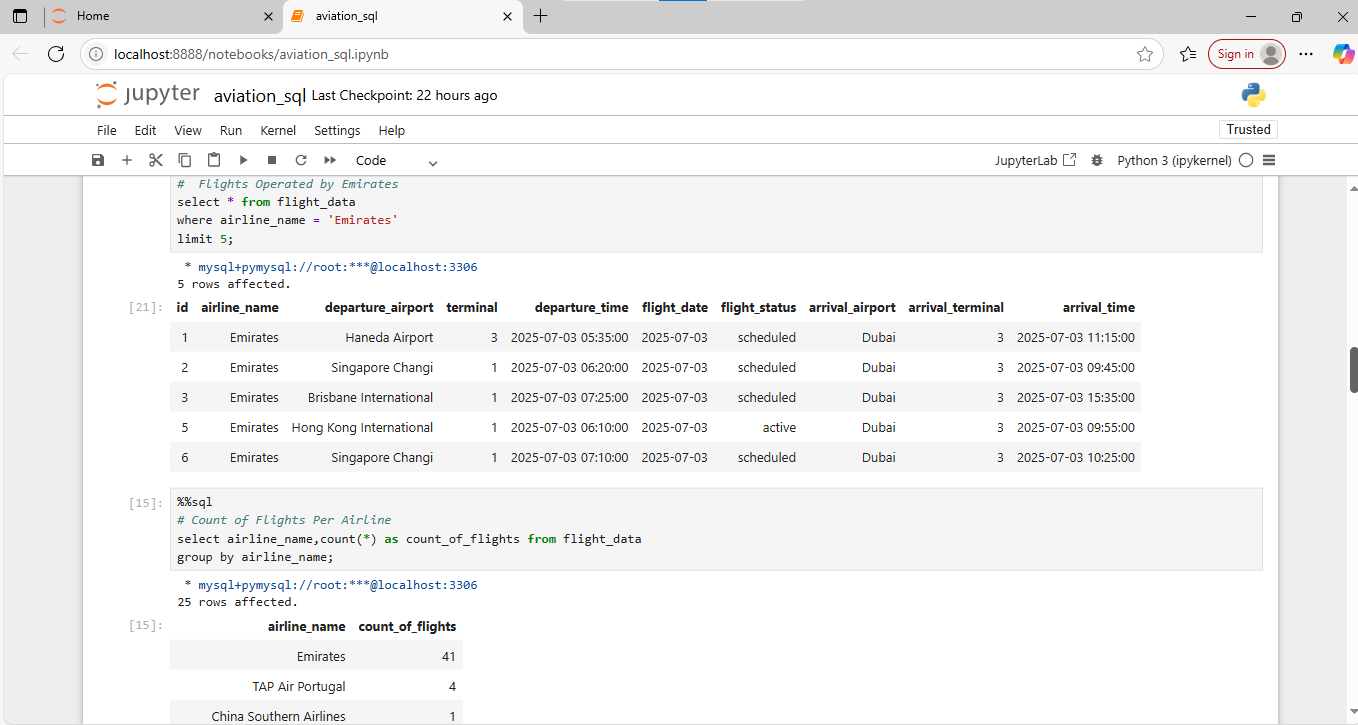 Home
aviation_sql
localhost:8888/notebooks/aviation_sql.ipynb
Sign in
jupyter aviation_sql Last Checkpoint: 22 hours ago
File Edit View Run Kernel Settings Help
Trusted
Code
JupyterLab
Python 3 (ipykernel)
#  Flights Operated by Emirates
select * from flight_data
where airline_name = 'Emirates'
limit 5;
* mysql+pymysql://root:***@localhost:3306
5 rows affected.
[21]: id airline_name departure_airport terminal departure_time flight_date flight_status arrival_airport arrival_terminal arrival_time
1 Emirates Haneda Airport 3 2025-07-03 05:35:00 2025-07-03 scheduled Dubai 3 2025-07-03 11:15:00
2 Emirates Singapore Changi 1 2025-07-03 06:20:00 2025-07-03 scheduled Dubai 3 2025-07-03 09:45:00
3 Emirates Brisbane International 1 2025-07-03 07:25:00 2025-07-03 scheduled Dubai 3 2025-07-03 15:35:00
5 Emirates Hong Kong International 1 2025-07-03 06:10:00 2025-07-03 active Dubai 3 2025-07-03 09:55:00
6 Emirates Singapore Changi 1 2025-07-03 07:10:00 2025-07-03 scheduled Dubai 3 2025-07-03 10:25:00
[15]: %%sql
# Count of Flights Per Airline
select airline_name,count(*) as count_of_flights from flight_data
group by airline_name;
* mysql+pymysql://root:***@localhost:3306
25 rows affected.
[15]: airline_name count_of_flights
Emirates 41
TAP Air Portugal 4
China Southern Airlines 1